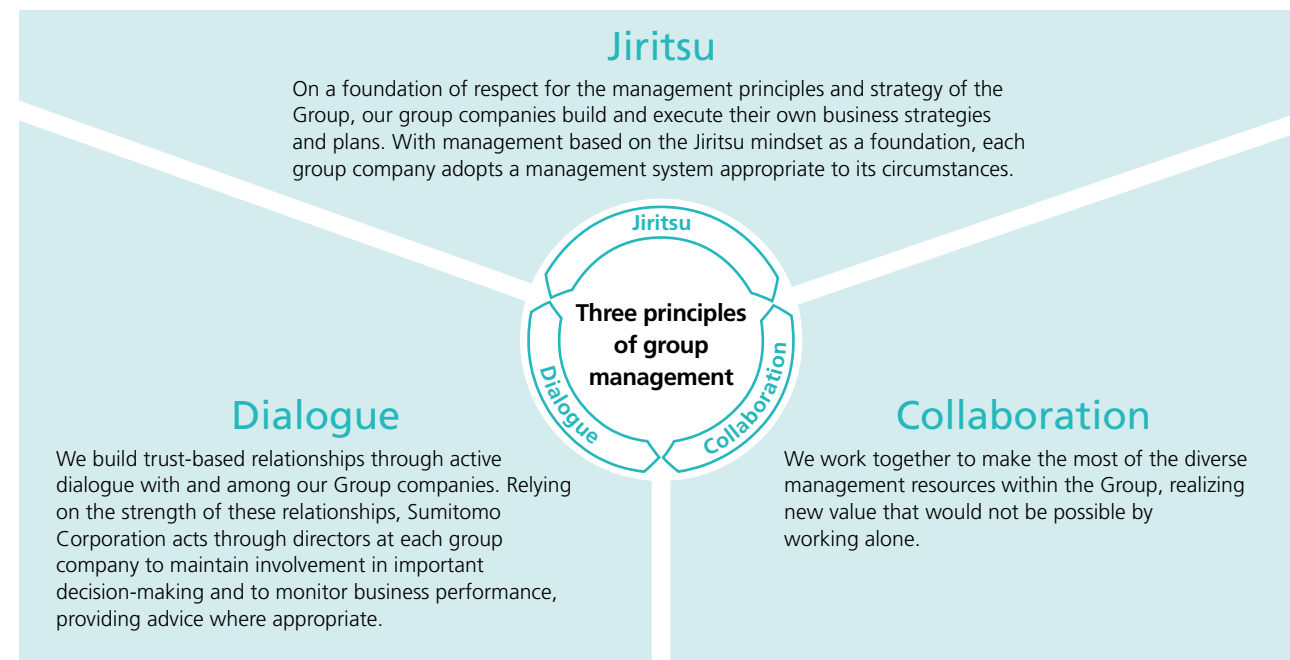 Jiritsu
On a foundation of respect for the management principles and strategy of the
Group, our group companies build and execute their own business strategies
and plans. With management based on the Jiritsu mindset as a foundation, each
group company adopts a management system appropriate to its circumstances.
Jiritsu
Three principles
of group
management
Dialogue
Collaboration
Dialogue
We build trust-based relationships through active
dialogue with and among our Group companies. Relying
on the strength of these relationships, Sumitomo
Corporation acts through directors at each group
company to maintain involvement in important
decision-making and to monitor business performance,
providing advice where appropriate.
Collaboration
We work together to make the most of the diverse
management resources within the Group, realizing
new value that would not be possible by
working alone.